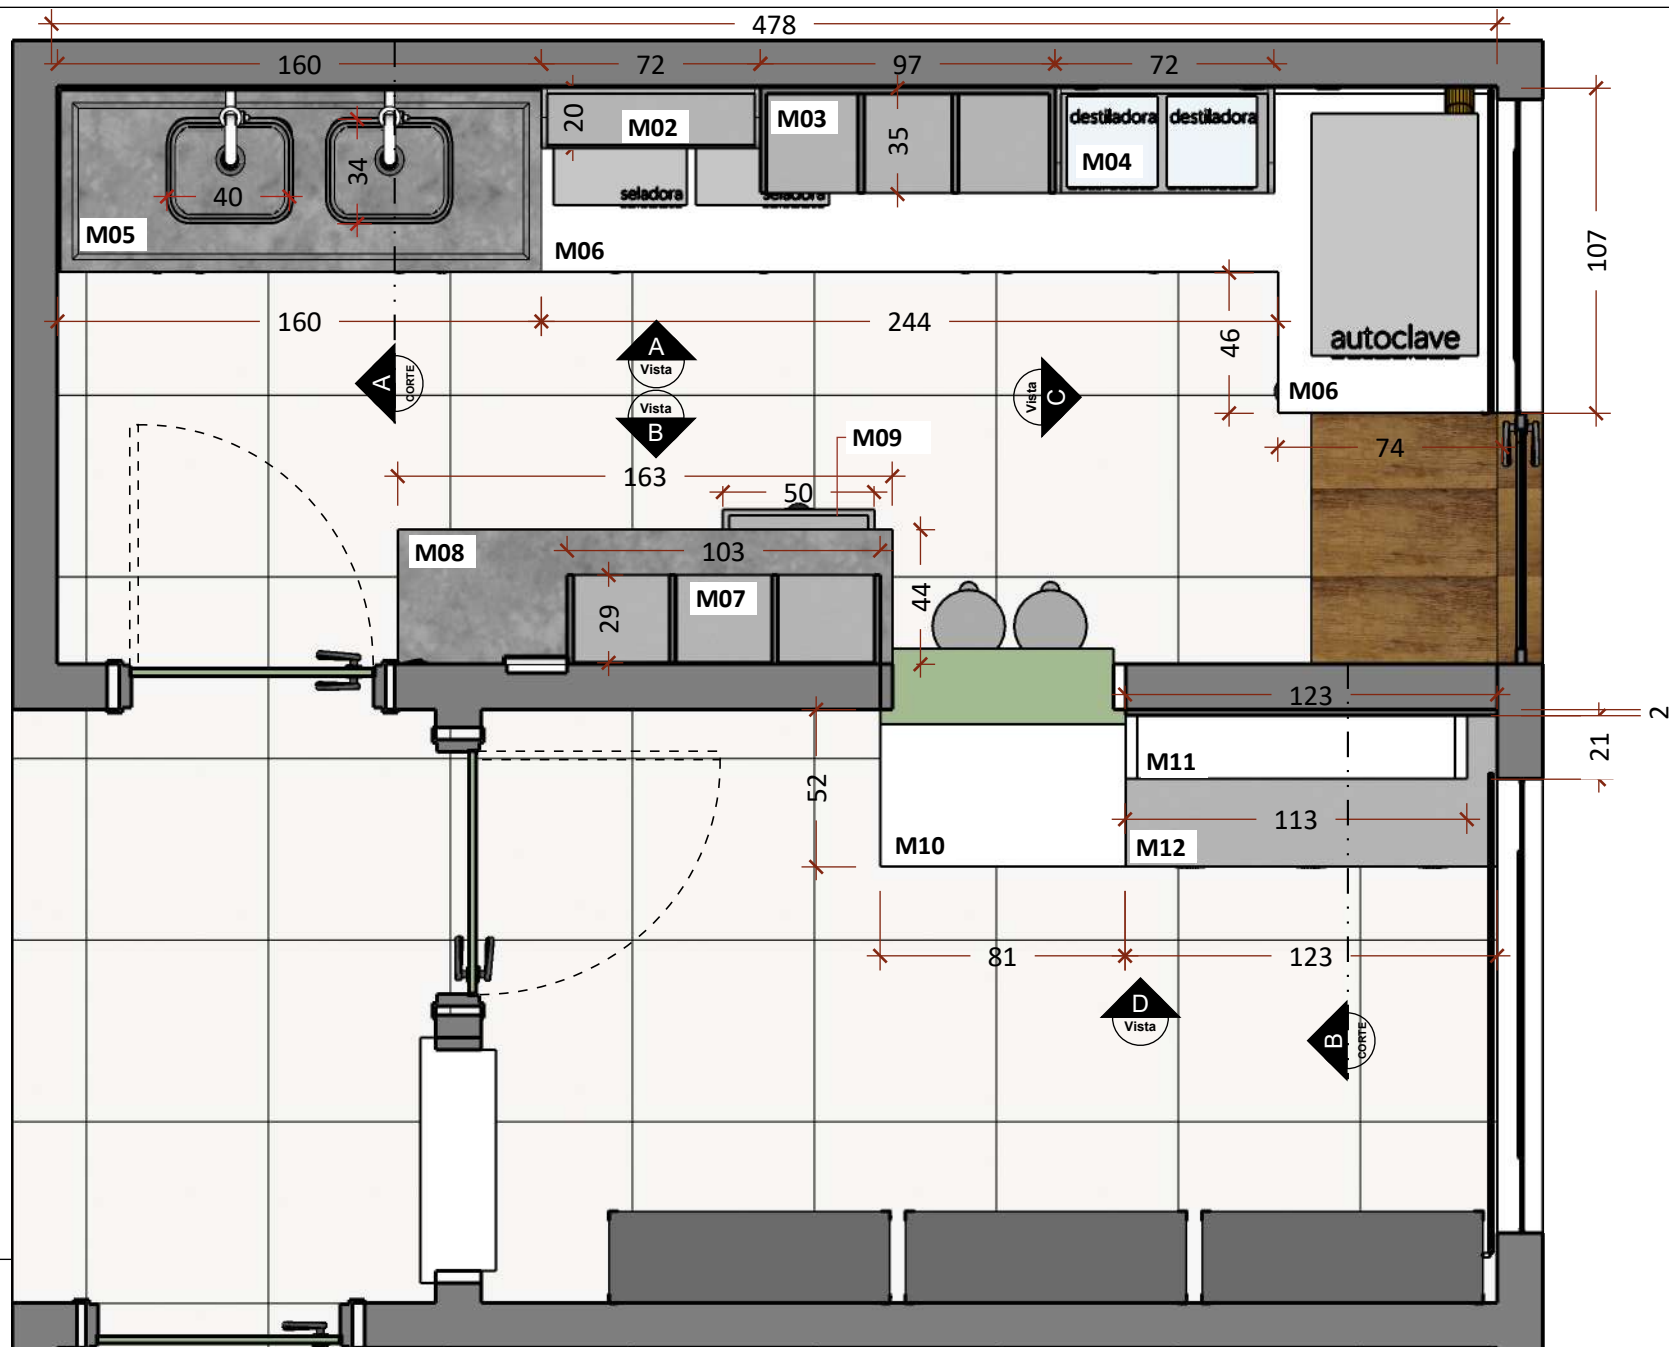 478
160 72 97 72
20 M02 M03 35 destiladora destiladora
M04
34
40
seladora seladora
M05
M06
107
160 244
46
autoclave
A CORTE
A Vista
Vista B
Vista C
M06
M09
74
163
50
M08
103
M07
29
44
123
2
21
M11
52
113
M10
M12
81 123
D
Vista
B CORTE